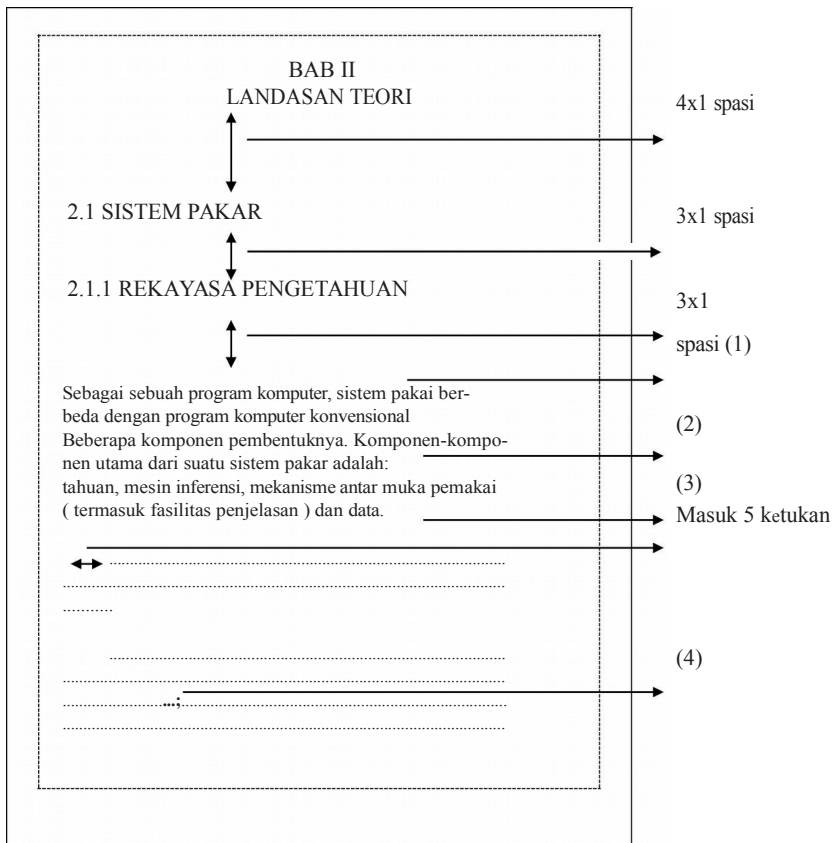 BAB II
LANDASAN TEORI
4x1 spasi
2.1 SISTEM PAKAR
3x1 spasi
2.1.1 REKAYASA PENGETAHUAN
3x1
spasi (1)
Sebagai sebuah program komputer, sistem pakai ber-
beda dengan program komputer konvensional
Beberapa komponen pembentuknya. Komponen-kompo-
nen utama dari suatu sistem pakar adalah:
tahuan, mesin inferensi, mekanisme antar muka pemakai
( termasuk fasilitas penjelasan ) dan data.
(2)
(3)
Masuk 5 ketukan
(4)
...;